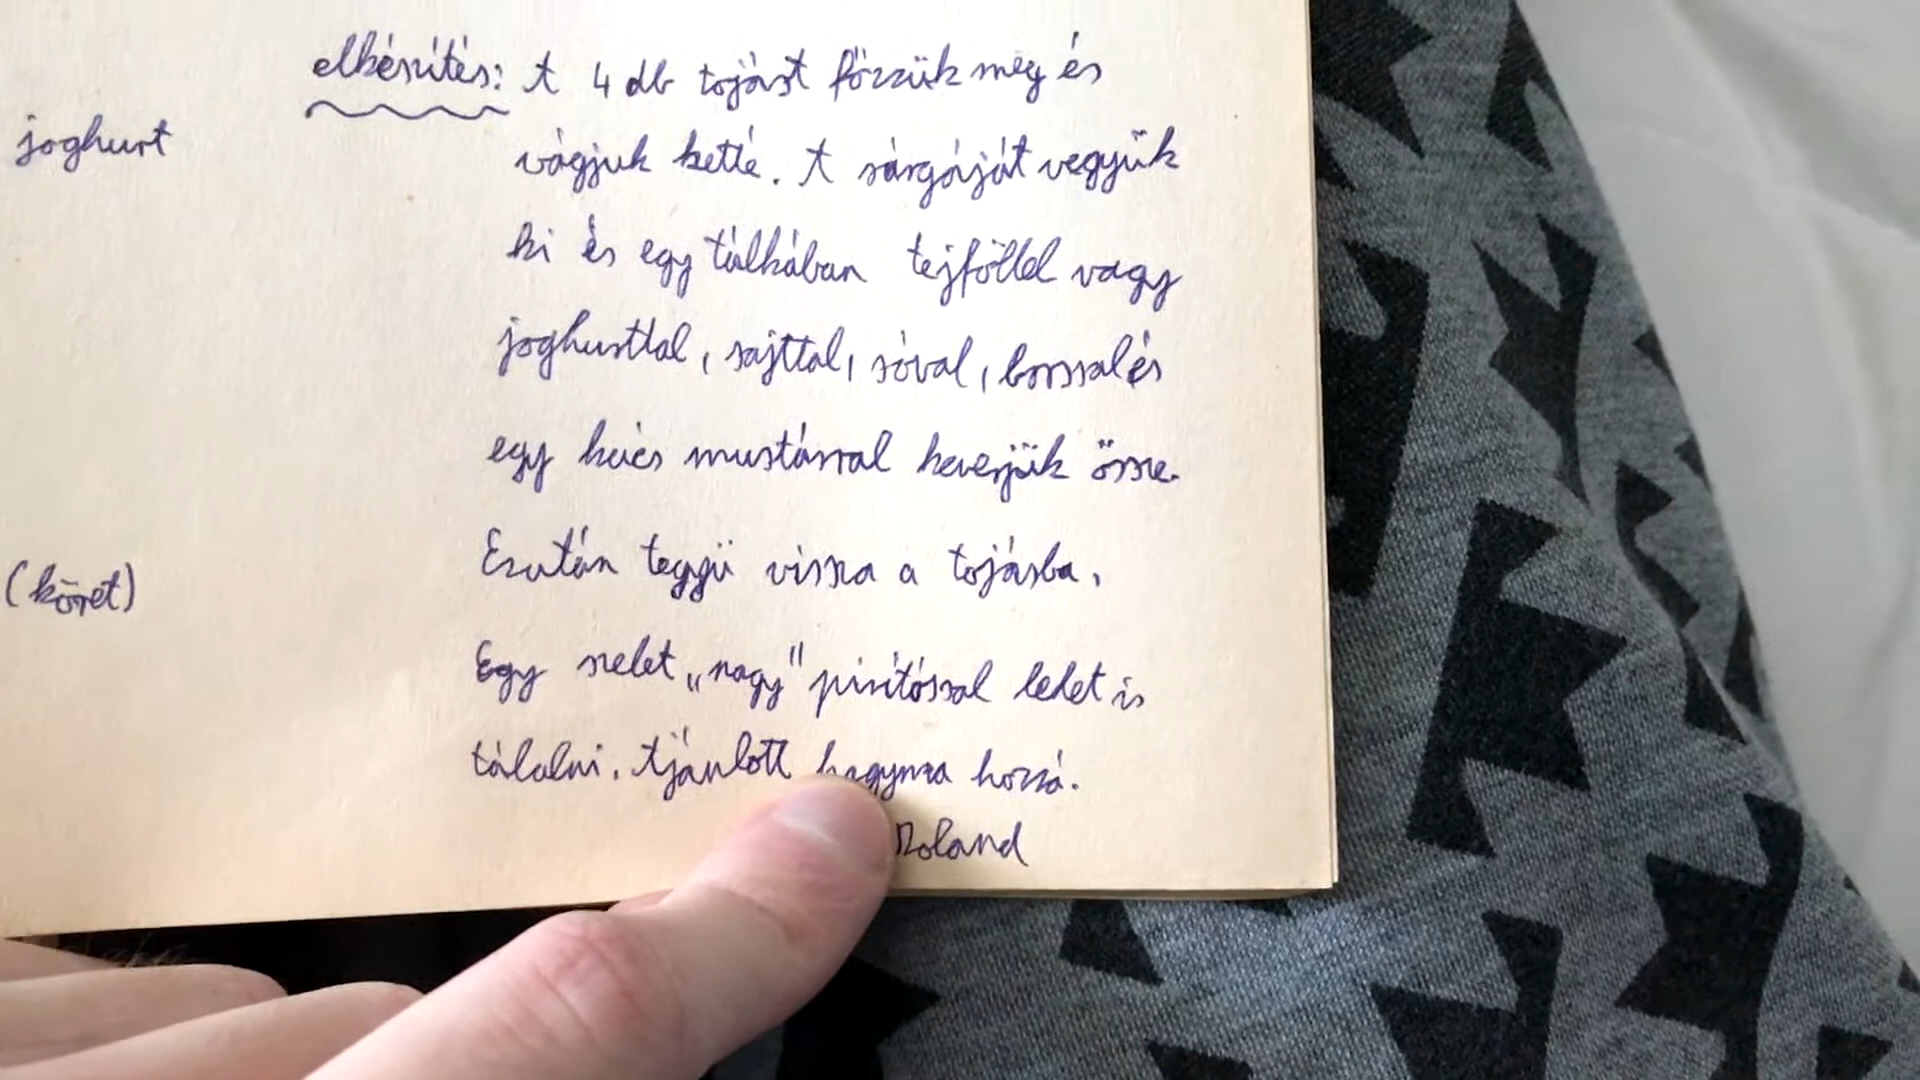 elkészítés: A 4 db tojást főzzük meg és
joghurt
vágjuk ketté. A sárgáját vegyük
ki és egy tálkában tejföllel vagy
joghurttal, sajttal, sóval, borssal és
egy kicsi mustárral keverjük össze.
Ezután tegyü vissza a tojásba.
(köret)
Egy szelet „nagy" pirítóssal lehet is
tálalni. Ajánlott hagyma hozzá.
Roland